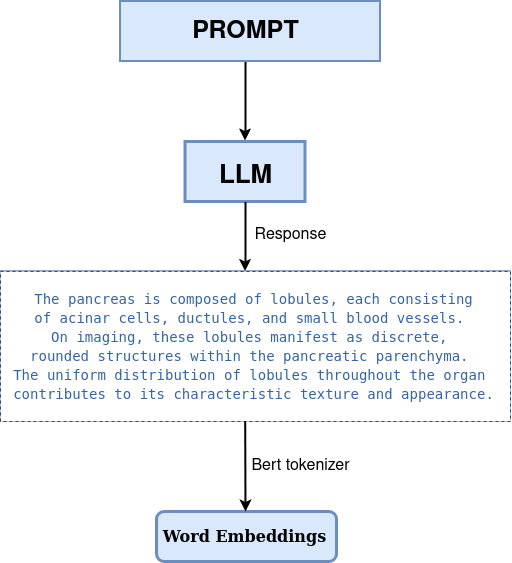 PROMPT
LLM
Response
The pancreas is composed of lobules, each consisting
of acinar cells, ductules, and small blood vessels.
On imaging, these lobules manifest as discrete,
rounded structures within the pancreatic parenchyma.
The uniform distribution of lobules throughout the organ
contributes to its characteristic texture and appearance.
Bert tokenizer
Word Embeddings